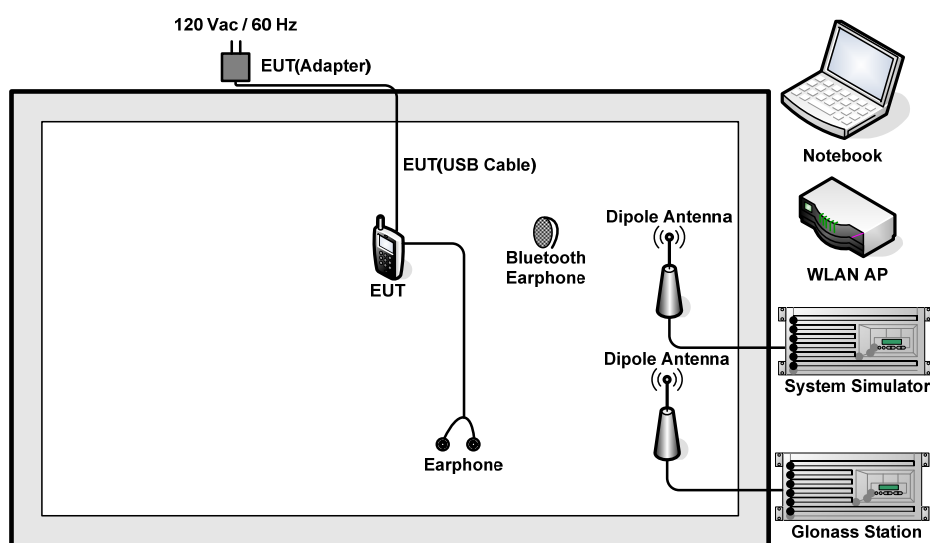 120 Vac / 60 Hz
EUT(Adapter)
EUT(USB Cable)
Notebook
Dipole Antenna
Bluetooth
Earphone
WLAN AP
EUT
Dipole Antenna
System Simulator
Earphone
Glonass Station